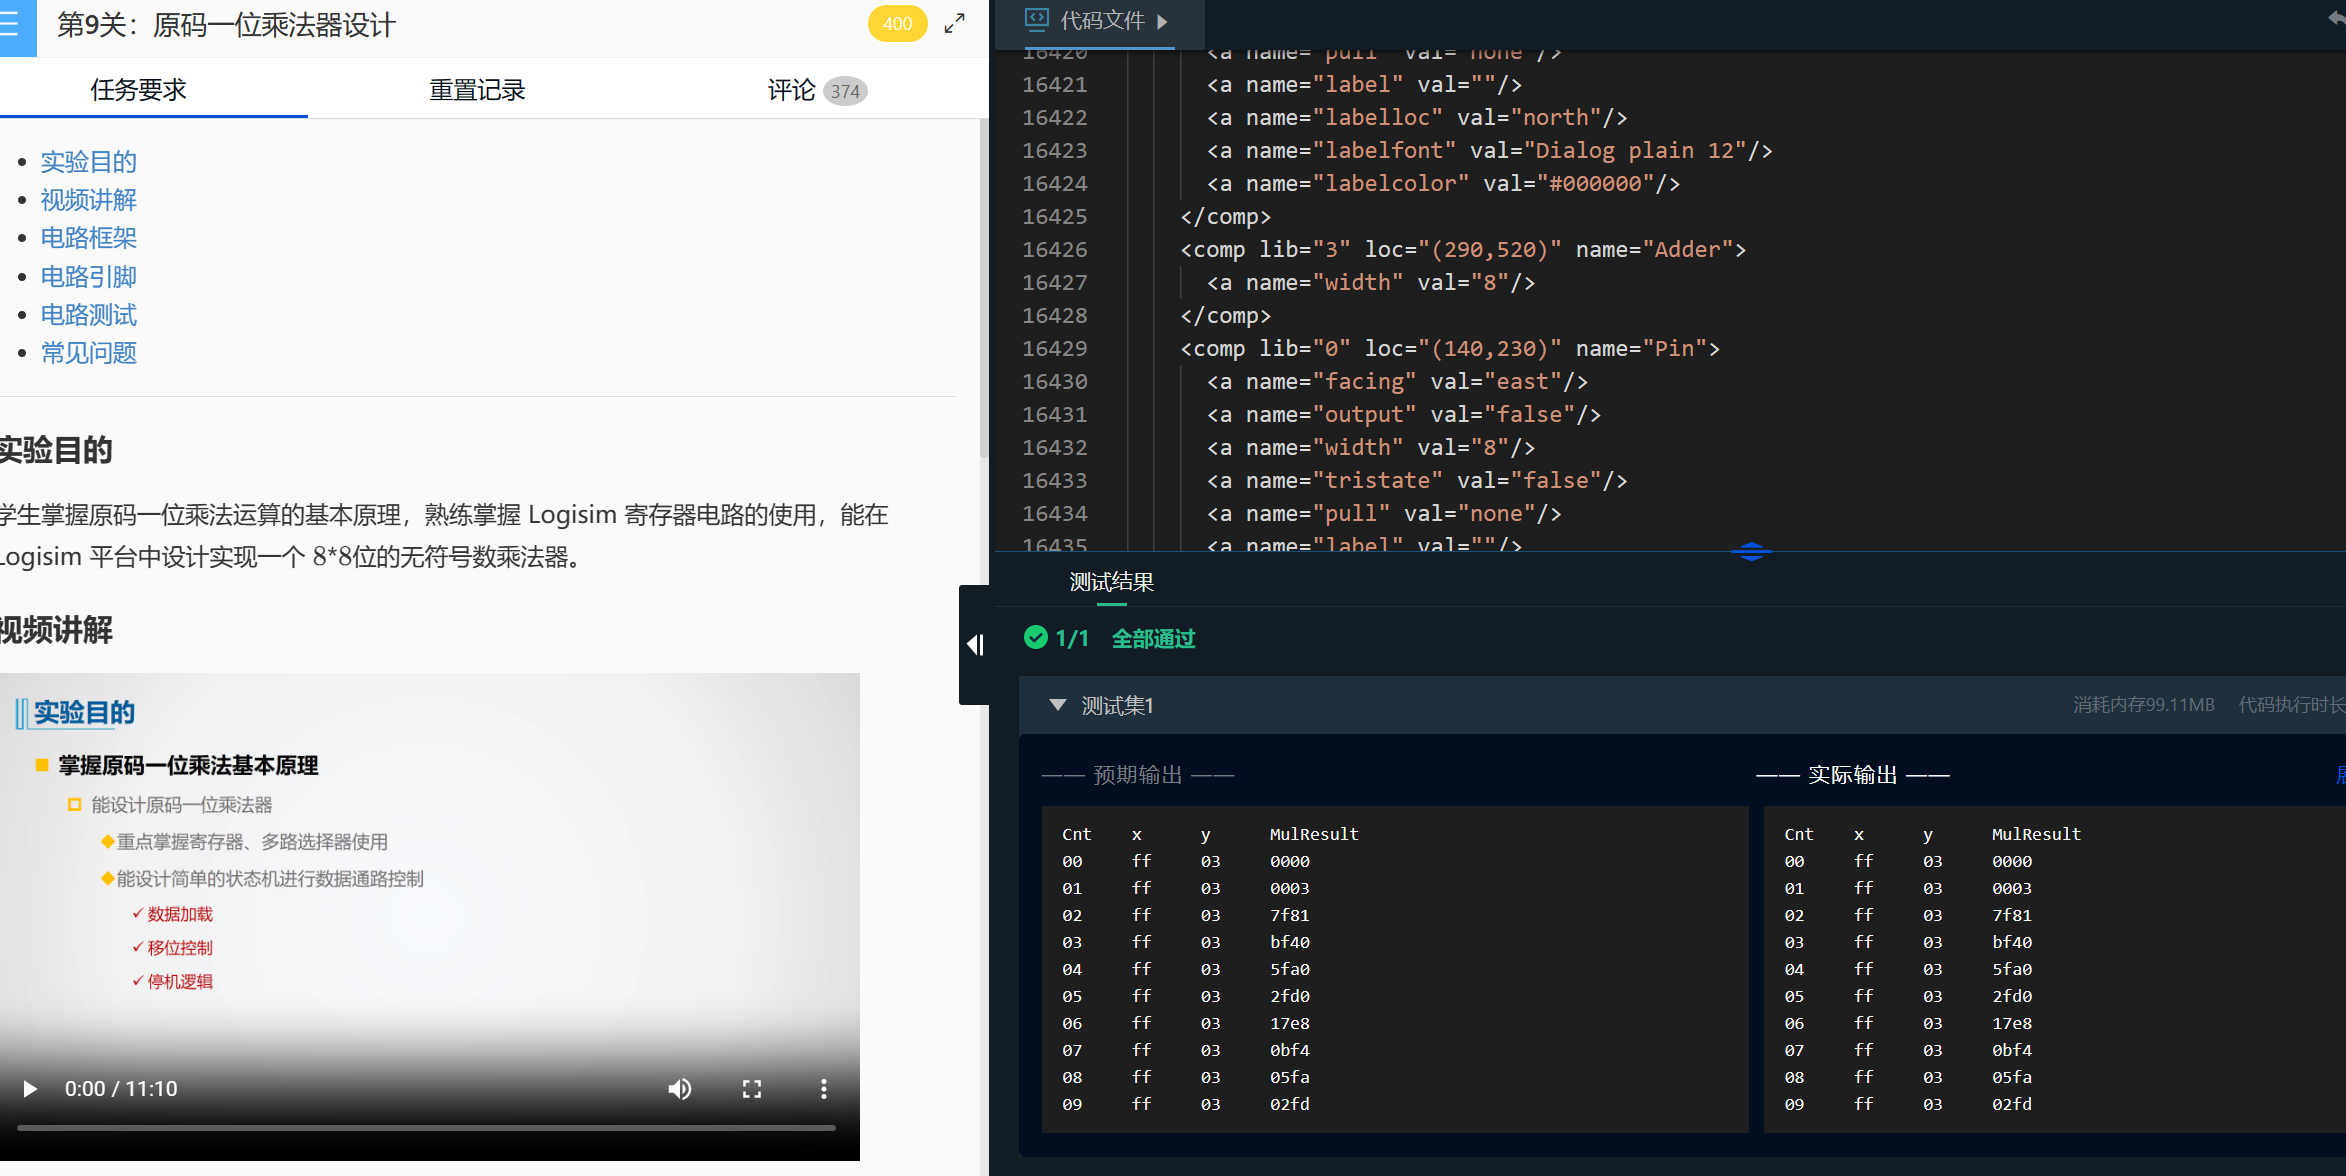 第9关：原码一位乘法器设计
400
任务要求
重置记录
评论 374
实验目的
视频讲解
电路框架
电路引脚
电路测试
常见问题
实验目的
学生掌握原码一位乘法运算的基本原理，熟练掌握 Logisim 寄存器电路的使用，能在
Logisim 平台中设计实现一个 8*8位的无符号数乘法器。
视频讲解
实验目的
掌握原码一位乘法基本原理
能设计原码一位乘法器
重点掌握寄存器、多路选择器使用
能设计简单的状态机进行数据通路控制
数据加载
移位控制
停机逻辑
0:00 / 11:10
代码文件
16420 <a name="pull" val="none"/>
16421 <a name="label" val=""/>
16422 <a name="labelloc" val="north"/>
16423 <a name="labelfont" val="Dialog plain 12"/>
16424 <a name="labelcolor" val="#000000"/>
16425 </comp>
16426 <comp lib="3" loc="(290,520)" name="Adder">
16427 <a name="width" val="8"/>
16428 </comp>
16429 <comp lib="0" loc="(140,230)" name="Pin">
16430 <a name="facing" val="east"/>
16431 <a name="output" val="false"/>
16432 <a name="width" val="8"/>
16433 <a name="tristate" val="false"/>
16434 <a name="pull" val="none"/>
16435 <a name="label" val=""/>
测试结果
1/1 全部通过
测试集1
消耗内存99.11MB 代码执行时长
—— 预期输出 ——
Cnt x y MulResult
00 ff 03 0000
01 ff 03 0003
02 ff 03 7f81
03 ff 03 bf40
04 ff 03 5fa0
05 ff 03 2fd0
06 ff 03 17e8
07 ff 03 0bf4
08 ff 03 05fa
09 ff 03 02fd
—— 实际输出 ——
Cnt x y MulResult
00 ff 03 0000
01 ff 03 0003
02 ff 03 7f81
03 ff 03 bf40
04 ff 03 5fa0
05 ff 03 2fd0
06 ff 03 17e8
07 ff 03 0bf4
08 ff 03 05fa
09 ff 03 02fd